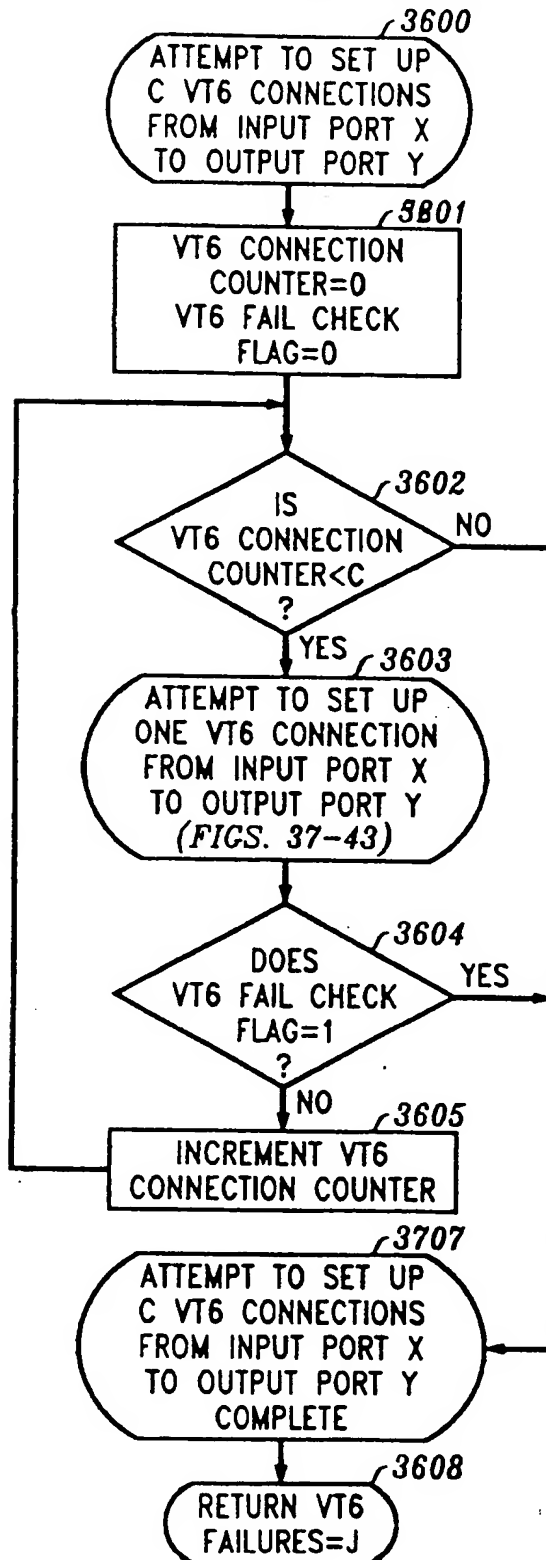 3600
ATTEMPT TO SET UP
C VT6 CONNECTIONS
FROM INPUT PORT X
TO OUTPUT PORT Y
3801
VT6 CONNECTION
COUNTER=0
VT6 FAIL CHECK
FLAG=0
3602
IS
VT6 CONNECTION
COUNTER<C
?
NO
YES
3603
ATTEMPT TO SET UP
ONE VT6 CONNECTION
FROM INPUT PORT X
TO OUTPUT PORT Y
(FIGS. 37-43)
3604
DOES
VT6 FAIL CHECK
FLAG=1
?
YES
NO
3605
INCREMENT VT6
CONNECTION COUNTER
3707
ATTEMPT TO SET UP
C VT6 CONNECTIONS
FROM INPUT PORT X
TO OUTPUT PORT Y
COMPLETE
3608
RETURN VT6
FAILURES=J